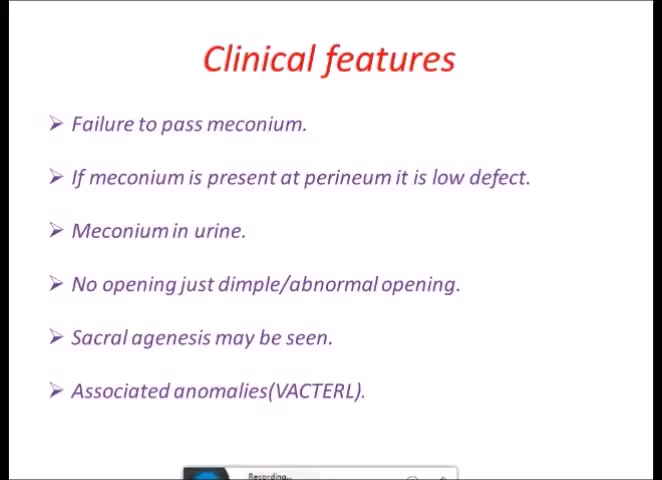 Clinical features
Failure to pass meconium.
If meconium is present at perineum it is low defect.
Meconium in urine.
No opening just dimple/abnormal opening.
Sacral agenesis may be seen.
Associated anomalies(VACTERL).
Recording...